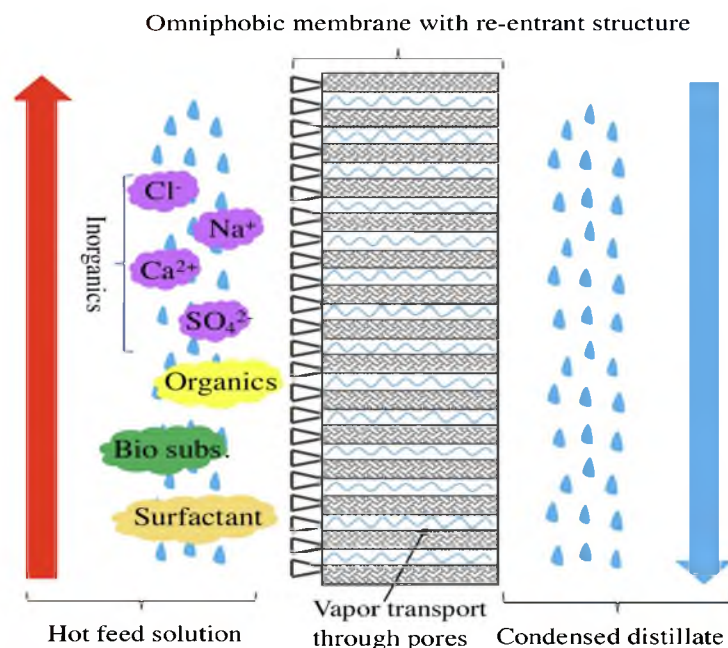 Omniphobic membrane with re-entrant structure
Inorganics
Cl⁻
Na⁺
Ca²⁺
SO₄²⁻
Organics
Bio subs.
Surfactant
Hot feed solution
Vapor transport
through pores
Condensed distillate